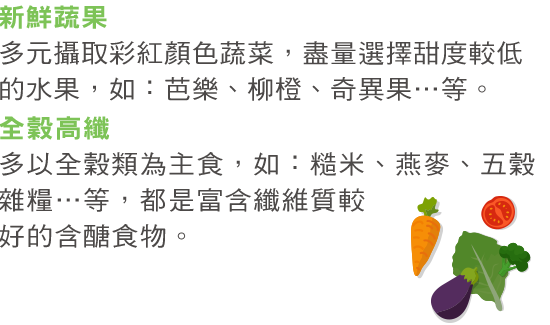 新鮮蔬果
多元攝取彩紅顏色蔬菜，盡量選擇甜度較低
的水果，如：芭樂、柳橙、奇異果…等。
全穀高纖
多以全穀類為主食，如：糙米、燕麥、五穀
雜糧…等，都是富含纖維質較
好的含醣食物。